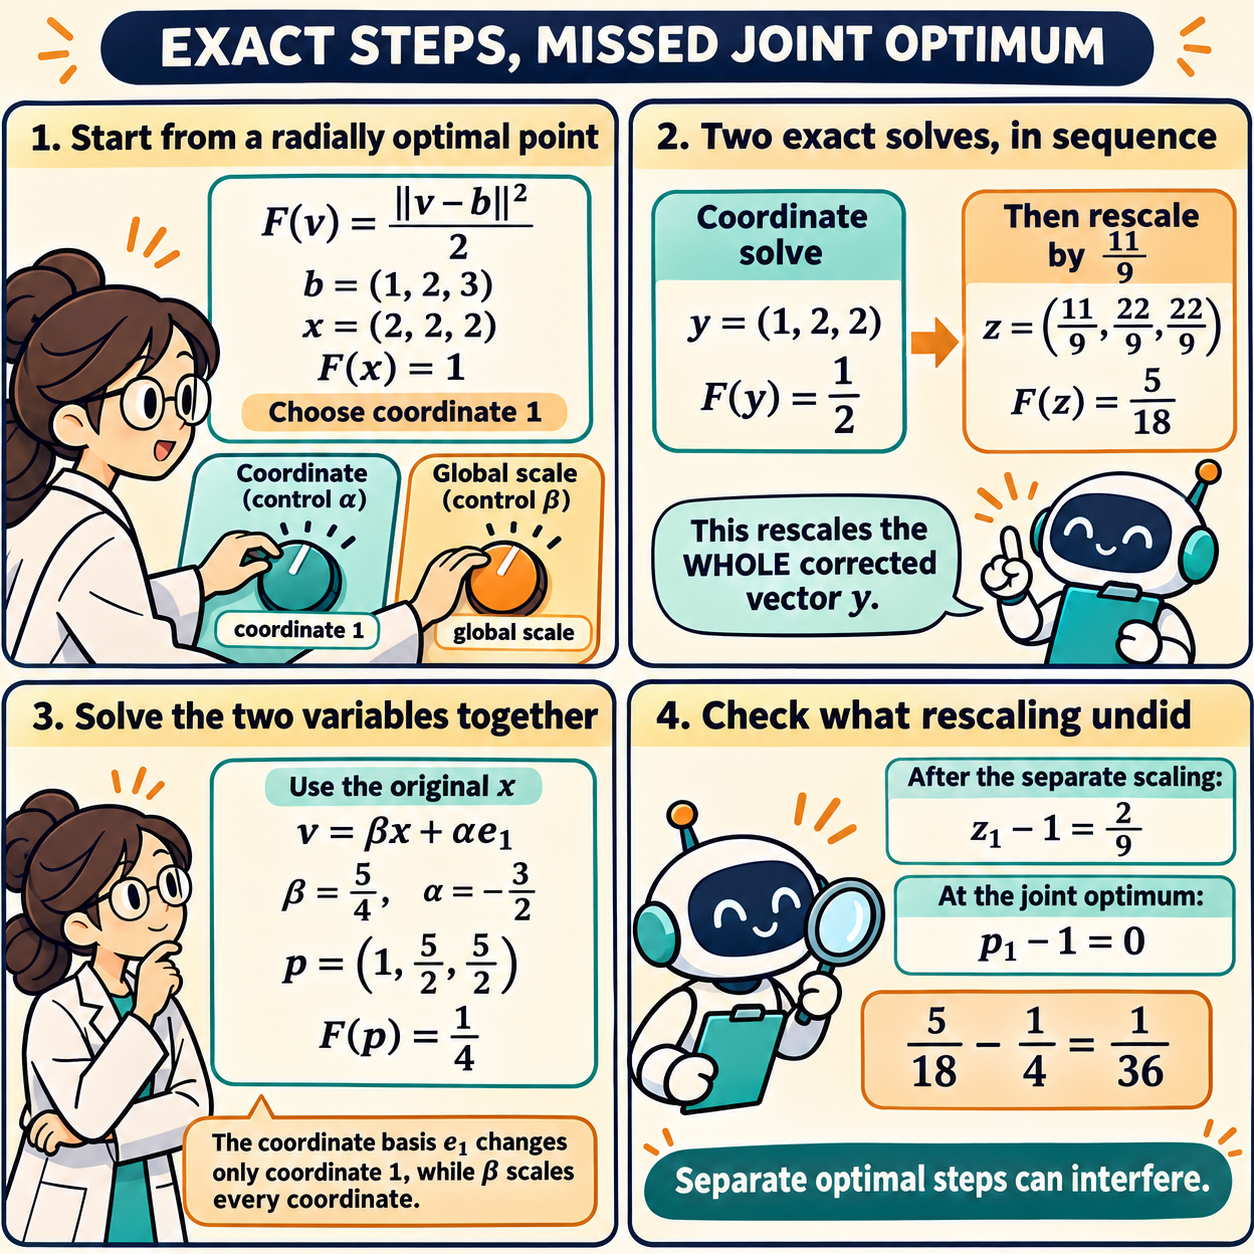 EXACT STEPS, MISSED JOINT OPTIMUM
1. Start from a radially optimal point
F(v) = ‖v − b‖² / 2
b = (1, 2, 3)
x = (2, 2, 2)
F(x) = 1
Choose coordinate 1
Coordinate
(control α)
coordinate 1
Global scale
(control β)
global scale
2. Two exact solves, in sequence
Coordinate
solve
y = (1, 2, 2)
F(y) = 1/2
Then rescale
by 11/9
z = (11/9, 22/9, 22/9)
F(z) = 5/18
This rescales the
WHOLE corrected
vector y.
3. Solve the two variables together
Use the original x
v = βx + αe₁
β = 5/4, α = −3/2
p = (1, 5/2, 5/2)
F(p) = 1/4
The coordinate basis e₁ changes
only coordinate 1, while β scales
every coordinate.
4. Check what rescaling undid
After the separate scaling:
z₁ − 1 = 2/9
At the joint optimum:
p₁ − 1 = 0
5/18 − 1/4 = 1/36
Separate optimal steps can interfere.